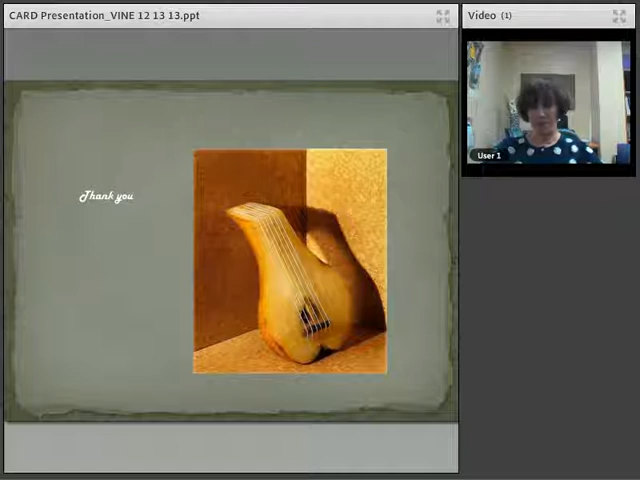 CARD Presentation_VINE 12 13 13.ppt
Video (1)
User 1
Thank you